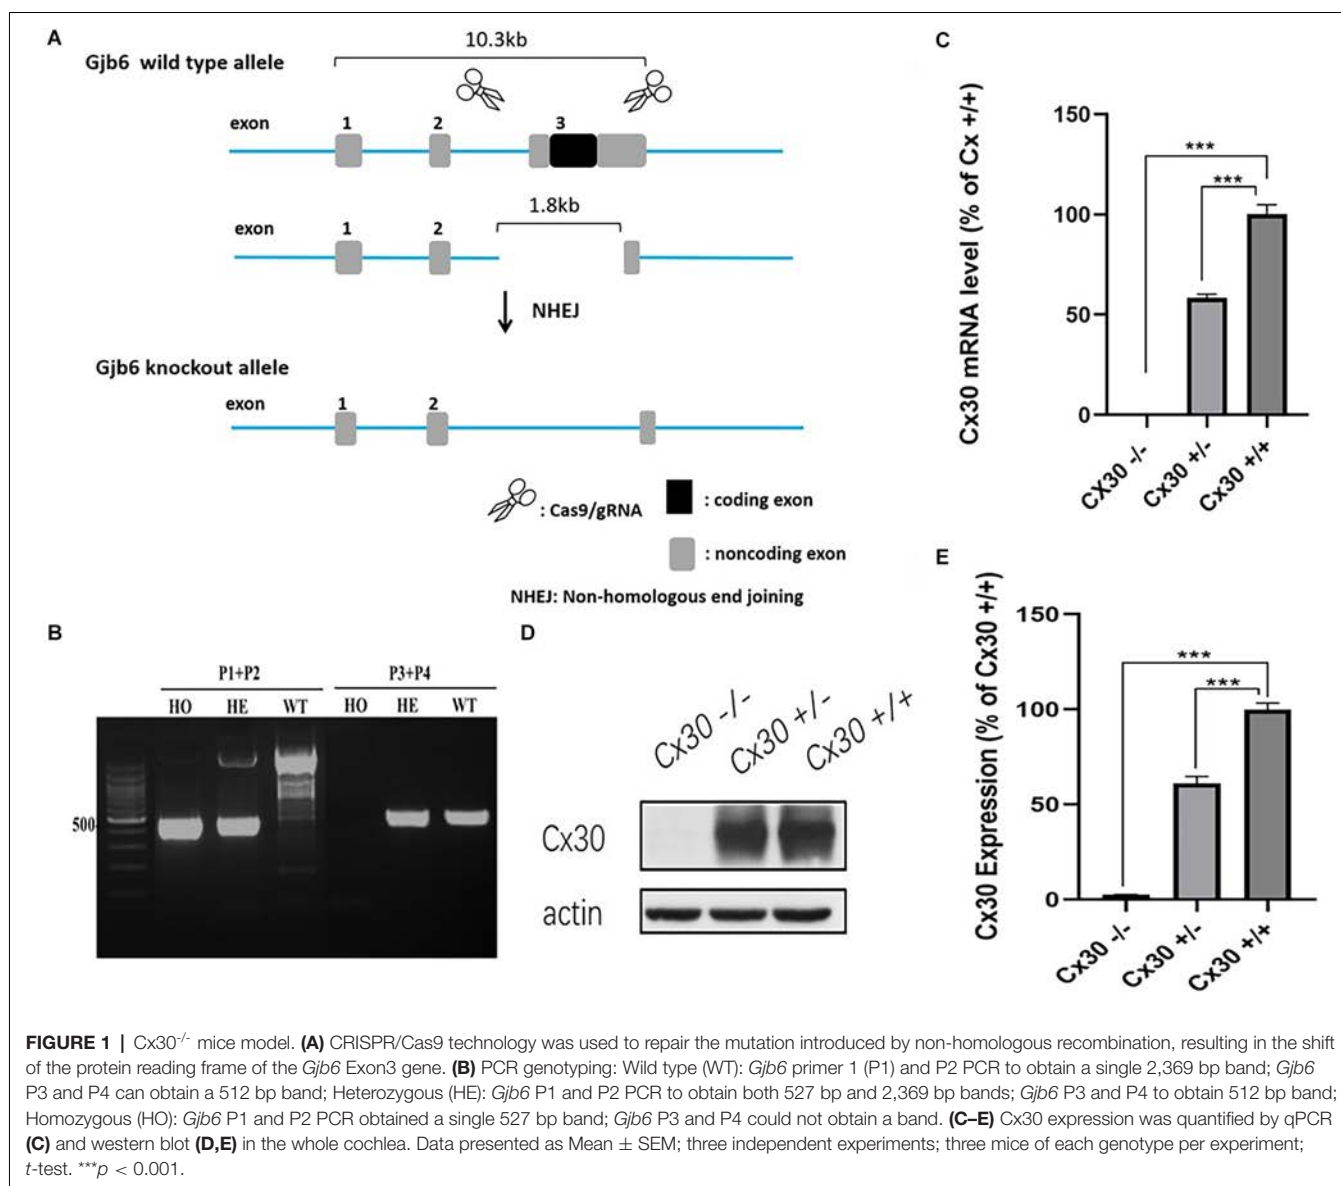 A
Gjb6 wild type allele
10.3kb
exon 1 2 3
1.8kb
exon 1 2
NHEJ
Gjb6 knockout allele
exon 1 2
: Cas9/gRNA
: coding exon
: noncoding exon
NHEJ: Non-homologous end joining
B
P1+P2 P3+P4
HO HE WT HO HE WT
500
C
Cx30 mRNA level (% of Cx +/+)
150
100
50
0
***
***
CX30 -/-
Cx30 +/-
Cx30 +/+
D
Cx30 -/-
Cx30 +/-
Cx30 +/+
Cx30
actin
E
Cx30 Expression (% of Cx30 +/+)
150
100
50
0
***
***
Cx30 -/-
Cx30 +/-
Cx30 +/+
FIGURE 1 | Cx30-/- mice model. (A) CRISPR/Cas9 technology was used to repair the mutation introduced by non-homologous recombination, resulting in the shift
of the protein reading frame of the Gjb6 Exon3 gene. (B) PCR genotyping: Wild type (WT): Gjb6 primer 1 (P1) and P2 PCR to obtain a single 2,369 bp band; Gjb6
P3 and P4 can obtain a 512 bp band; Heterozygous (HE): Gjb6 P1 and P2 PCR to obtain both 527 bp and 2,369 bp bands; Gjb6 P3 and P4 to obtain 512 bp band;
Homozygous (HO): Gjb6 P1 and P2 PCR obtained a single 527 bp band; Gjb6 P3 and P4 could not obtain a band. (C–E) Cx30 expression was quantified by qPCR
(C) and western blot (D,E) in the whole cochlea. Data presented as Mean ± SEM; three independent experiments; three mice of each genotype per experiment;
t-test. ***p < 0.001.